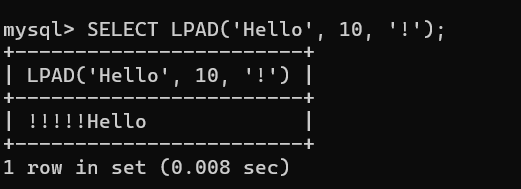 mysql> SELECT LPAD('Hello', 10, '!');
+------------------------+
| LPAD('Hello', 10, '!') |
+------------------------+
| !!!!!Hello             |
+------------------------+
1 row in set (0.008 sec)